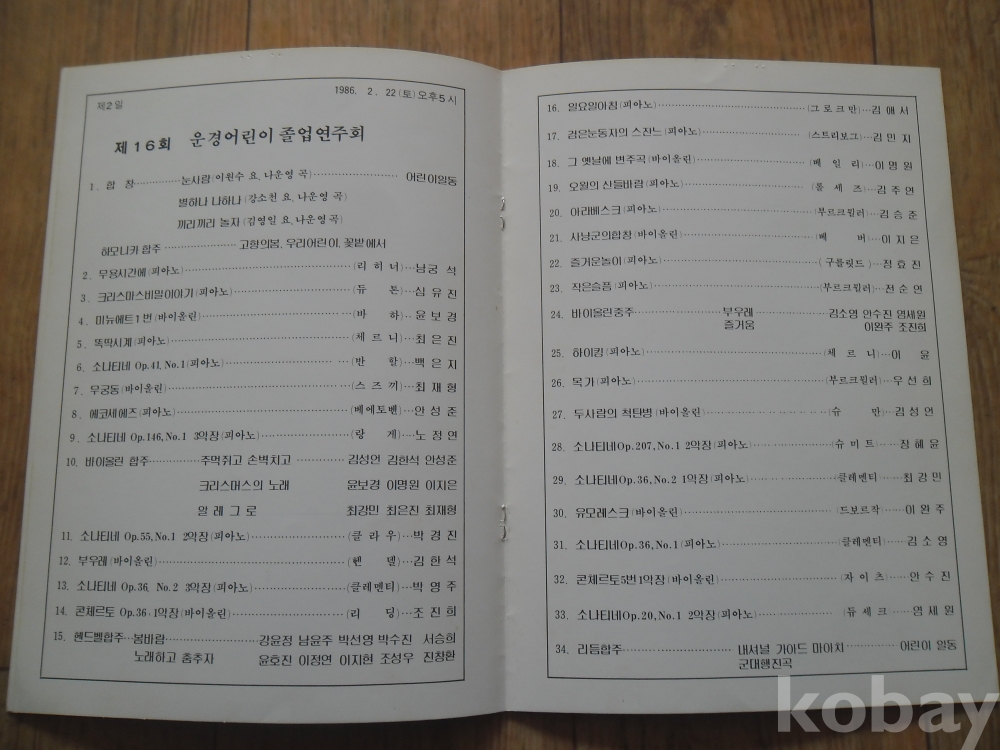 제2일
1986. 2. 22(토)오후5시
제16회 운경어린이 졸업연주회
1. 합 창 눈사람(이원수 요, 나운영 곡) 어린이일동
별하나 나하나(강소천 요, 나운영곡)
끼리끼리 놀자(김영일 요, 나운영곡)
하모니카 합주 고향의봄, 우리어린이, 꽃밭에서
2. 무용시간에(피아노) (리히너) 남궁 석
3. 크리스마스비밀이야기(피아노) (듀 톤) 심유진
4. 미뉴에트1번(바이올린) (바 하) 윤보경
5. 똑딱시계(피아노) (체르니) 최은진
6. 소나티네 Op.41, No.1(피아노) (반 할) 백은지
7. 무궁동(바이올린) (스즈끼) 최재형
8. 에코세에즈(피아노) (베에토벤) 안성준
9. 소나티네 Op.146, No.1 3악장(피아노) (랑 게) 노정연
10. 바이올린 합주 주먹쥐고 손벽치고 김성언 김한석 안성준
크리스머스의 노래 윤보경 이명원 이지은
알레그로 최강민 최은진 최재형
11. 소나티네 Op.55, No.1 2악장(피아노) (클라우) 박경진
12. 부우레(바이올린) (헨 델) 김한석
13. 소나티네 Op.36, No.2 3악장(피아노) (클레멘티) 박영주
14. 콘체르토 Op.36, 1악장(바이올린) (리 딩) 조진희
15. 핸드벨합주 봄바람 강윤정 남윤주 박선영 박수진 서승희
노래하고 춤추자 윤호진 이정연 이지현 조성우 진창환
16. 일요일아침(피아노) (그로크만) 김애서
17. 검은눈동자의 스잔느(피아노) (스트리보그) 김민지
18. 그 옛날에 변주곡(바이올린) (베일리) 이명원
19. 오월의 산들바람(피아노) (롤세즈) 김주연
20. 아라베스크(피아노) (부르크뮐러) 김승준
21. 사냥군의합창(바이올린) (베 버) 이지은
22. 즐거운놀이(피아노) (구를릿드) 정효진
23. 작은슬픔(피아노) (부르크뮐러) 전순연
24. 바이올린중주 부우레 김소영 안수진 염세원
즐거움 이완주 조진희
25. 하이킹(피아노) (체르니) 이 윤
26. 목가(피아노) (부르크뮐러) 우선희
27. 두사람의 척탄병(바이올린) (슈 만) 김성언
28. 소나티네Op.207, No.1 2악장(피아노) (슈미트) 장혜윤
29. 소나티네Op.36, No.2 1악장(피아노) (클레멘티) 최강민
30. 유모레스크(바이올린) (드보르작) 이완주
31. 소나티네Op.36, No.1(피아노) (클레멘티) 김소영
32. 콘체르토5번1악장(바이올린) (자이츠) 안수진
33. 소나티네Op.20, No.1 2악장(피아노) (듀세크) 염세원
34. 리듬합주 내셔널 가이드 마아치 어린이 일동
군대행진곡
kobay